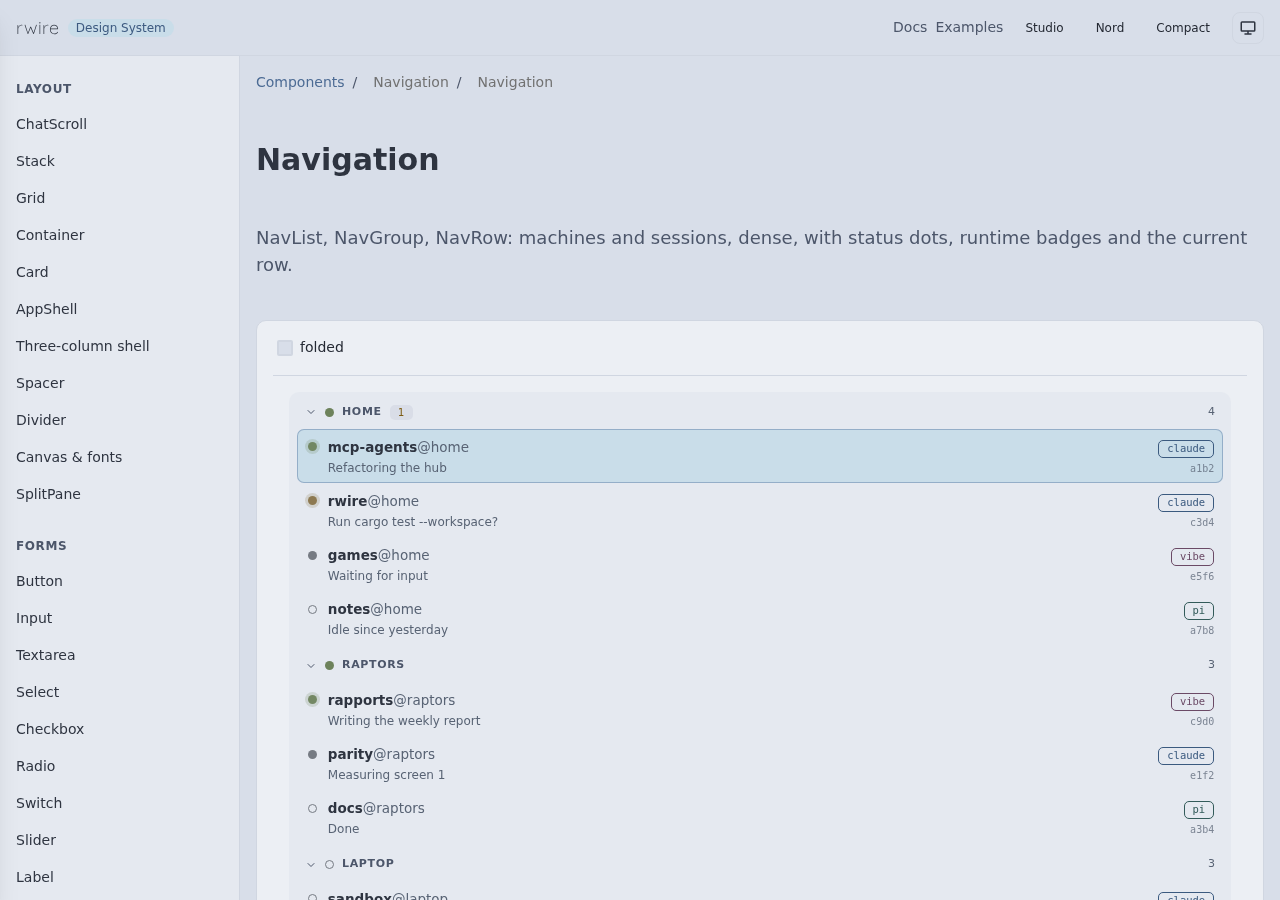 rwire Design System Docs Examples Studio Nord Compact
LAYOUT
ChatScroll
Stack
Grid
Container
Card
AppShell
Three-column shell
Spacer
Divider
Canvas & fonts
SplitPane
FORMS
Button
Input
Textarea
Select
Checkbox
Radio
Switch
Slider
Label
Components / Navigation / Navigation
Navigation
NavList, NavGroup, NavRow: machines and sessions, dense, with status dots, runtime badges and the current
row.
folded
HOME 1 4
mcp-agents@home claude
Refactoring the hub a1b2
rwire@home claude
Run cargo test --workspace? c3d4
games@home vibe
Waiting for input e5f6
notes@home pi
Idle since yesterday a7b8
RAPTORS 3
rapports@raptors vibe
Writing the weekly report c9d0
parity@raptors claude
Measuring screen 1 e1f2
docs@raptors pi
Done a3b4
LAPTOP 3
sandbox@laptop claude